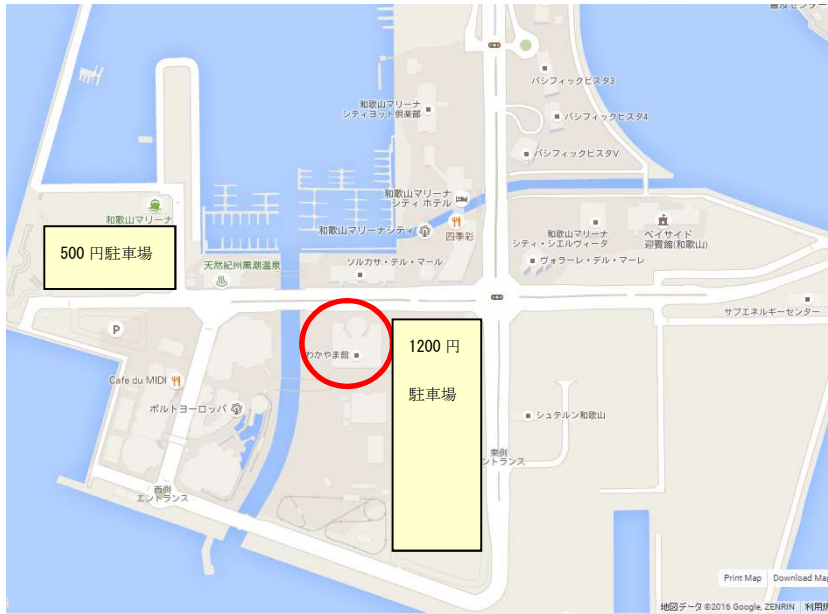 普及センター
パシフィックビスタ3
和歌山マリーナ
シティヨット倶楽部
パシフィックビスタ4
パシフィックビスタV
和歌山マリーナ
シティ ホテル
和歌山マリーナ
和歌山マリーナシティ
四季彩
和歌山マリーナ
シティ・シエルヴィータ
ベイサイド
迎賓館(和歌山)
500 円駐車場
天然紀州黒潮温泉
ソルカサ・デル・マール
ヴォラーレ・デル・マーレ
サブエネルギーセンター
P
わかやま館
1200 円
駐車場
Cafe du MIDI
ポルトヨーロッパ
シュテルン和歌山
東側
ントランス
西側
エントランス
Print Map Download Map
地図データ ©2016 Google, ZENRIN 利用規